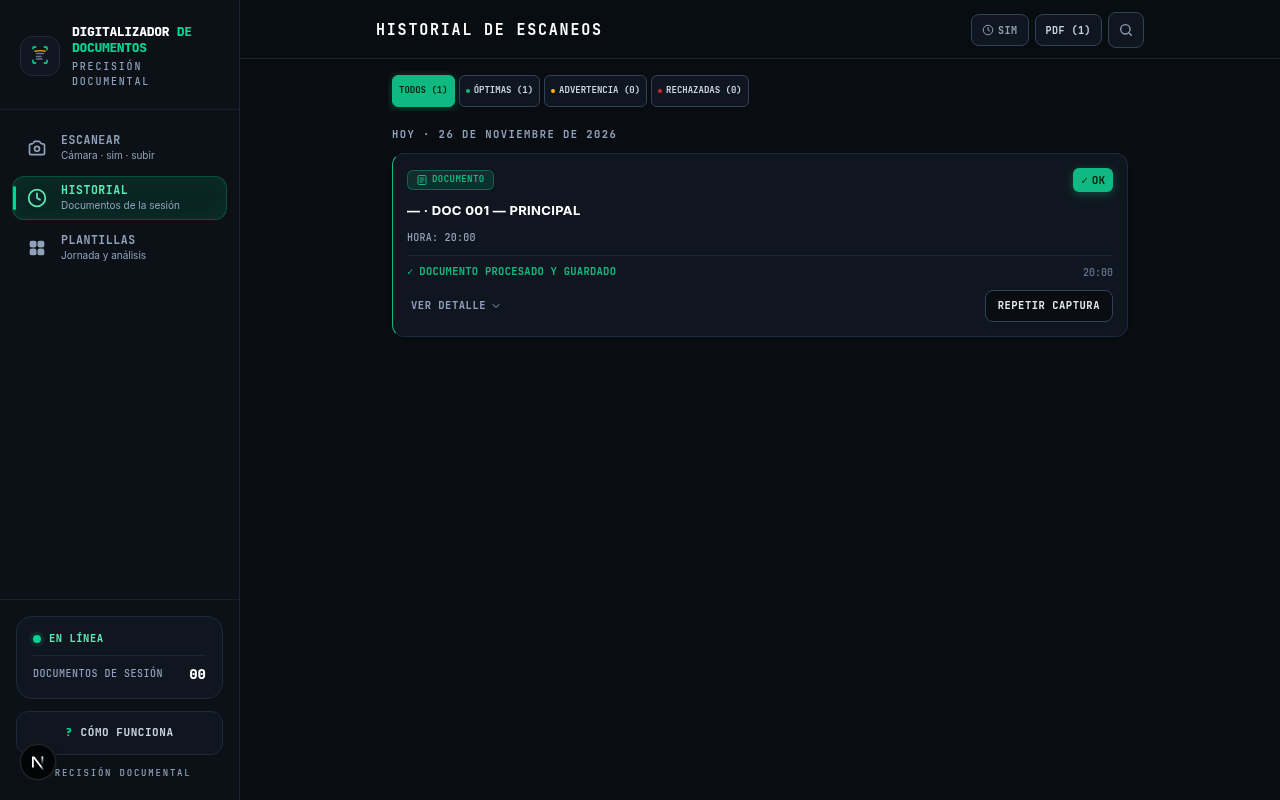 DIGITALIZADOR DE
DOCUMENTOS
PRECISIÓN
DOCUMENTAL
ESCANEAR
Cámara · sim · subir
HISTORIAL
Documentos de la sesión
PLANTILLAS
Jornada y análisis
EN LÍNEA
DOCUMENTOS DE SESIÓN 00
? CÓMO FUNCIONA
N
RECISIÓN DOCUMENTAL
HISTORIAL DE ESCANEOS
SIM
PDF (1)
TODOS (1)
ÓPTIMAS (1)
ADVERTENCIA (0)
RECHAZADAS (0)
HOY · 26 DE NOVIEMBRE DE 2026
DOCUMENTO
✓ OK
— · DOC 001 — PRINCIPAL
HORA: 20:00
✓ DOCUMENTO PROCESADO Y GUARDADO
20:00
VER DETALLE
REPETIR CAPTURA